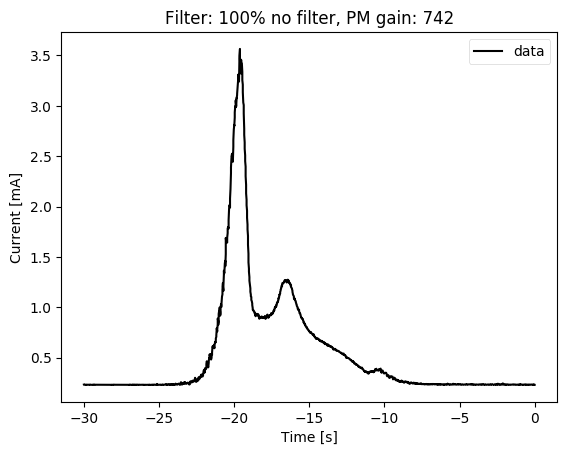 Filter: 100% no filter, PM gain: 742
data
Current [mA]
3.5
3.0
2.5
2.0
1.5
1.0
0.5
−30 −25 −20 −15 −10 −5 0
Time [s]